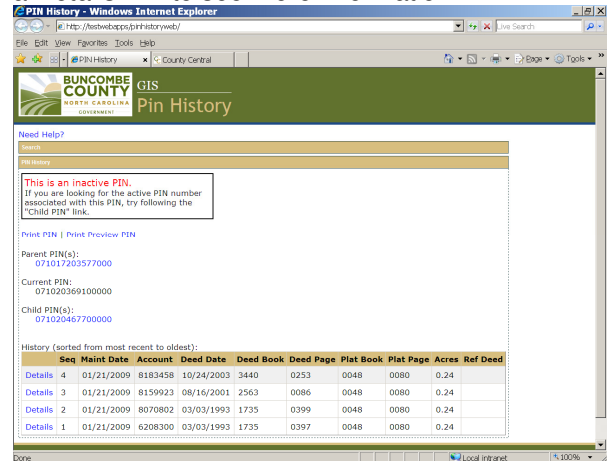 PIN History - Windows Internet Explorer
http://testwebapps/pinhistoryweb/
Live Search
File Edit View Favorites Tools Help
PIN History
County Central
Page
Tools
BUNCOMBE
COUNTY
NORTH CAROLINA
GOVERNMENT
GIS
Pin History
Need Help?
Search
PIN History
This is an inactive PIN.
If you are looking for the active PIN number
associated with this PIN, try following the
"Child PIN" link.
Print PIN | Print Preview PIN
Parent PIN(s):
071017203577000
Current PIN:
071020369100000
Child PIN(s):
071020467700000
History (sorted from most recent to oldest):
Seq Maint Date Account Deed Date Deed Book Deed Page Plat Book Plat Page Acres Ref Deed
Details 4 01/21/2009 8183458 10/24/2003 3440 0253 0048 0080 0.24
Details 3 01/21/2009 8159923 08/16/2001 2563 0086 0048 0080 0.24
Details 2 01/21/2009 8070802 03/03/1993 1735 0399 0048 0080 0.24
Details 1 01/21/2009 6208300 03/03/1993 1735 0397 0048 0080 0.24
Done
Local intranet
100%